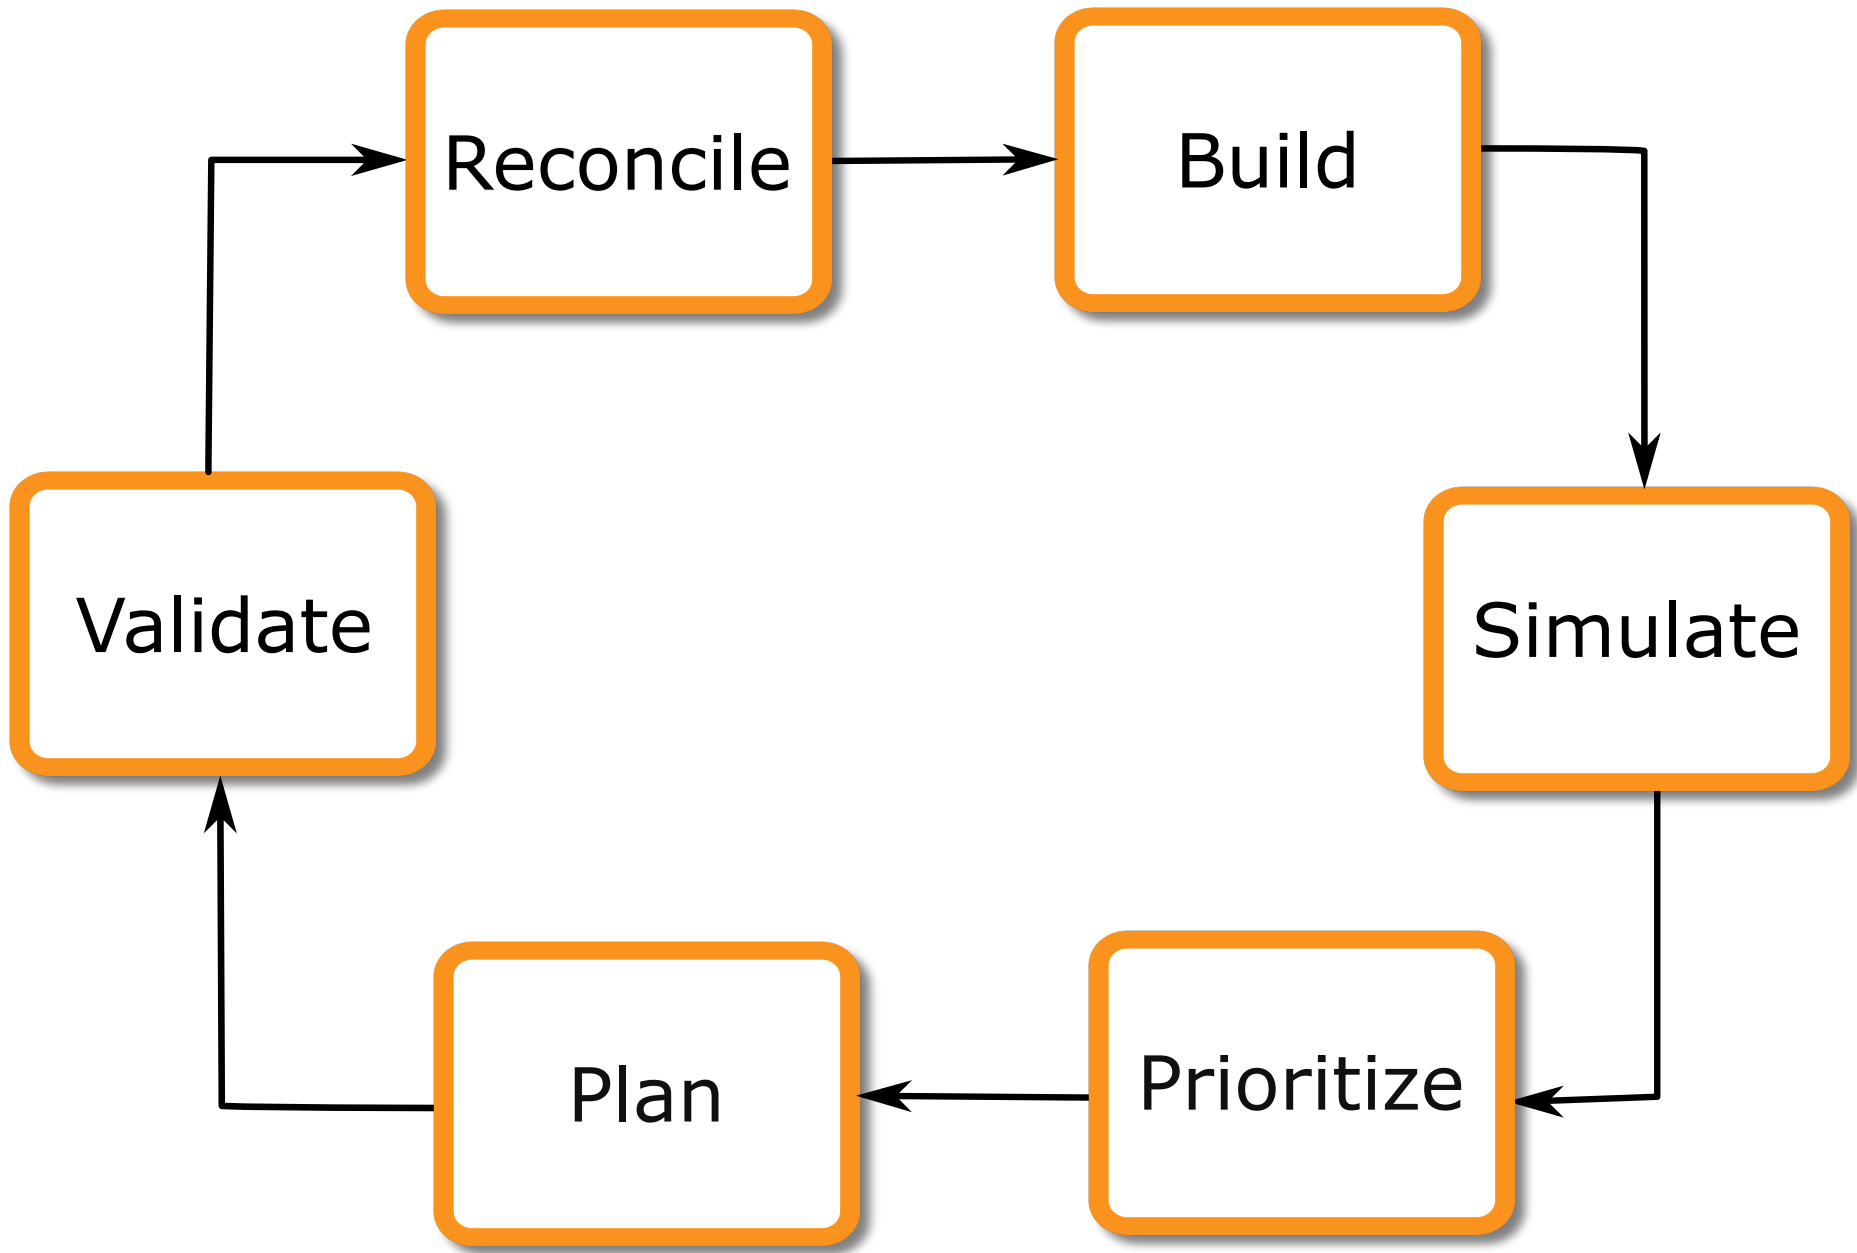 Reconcile
Build
Validate
Simulate
Plan
Prioritize